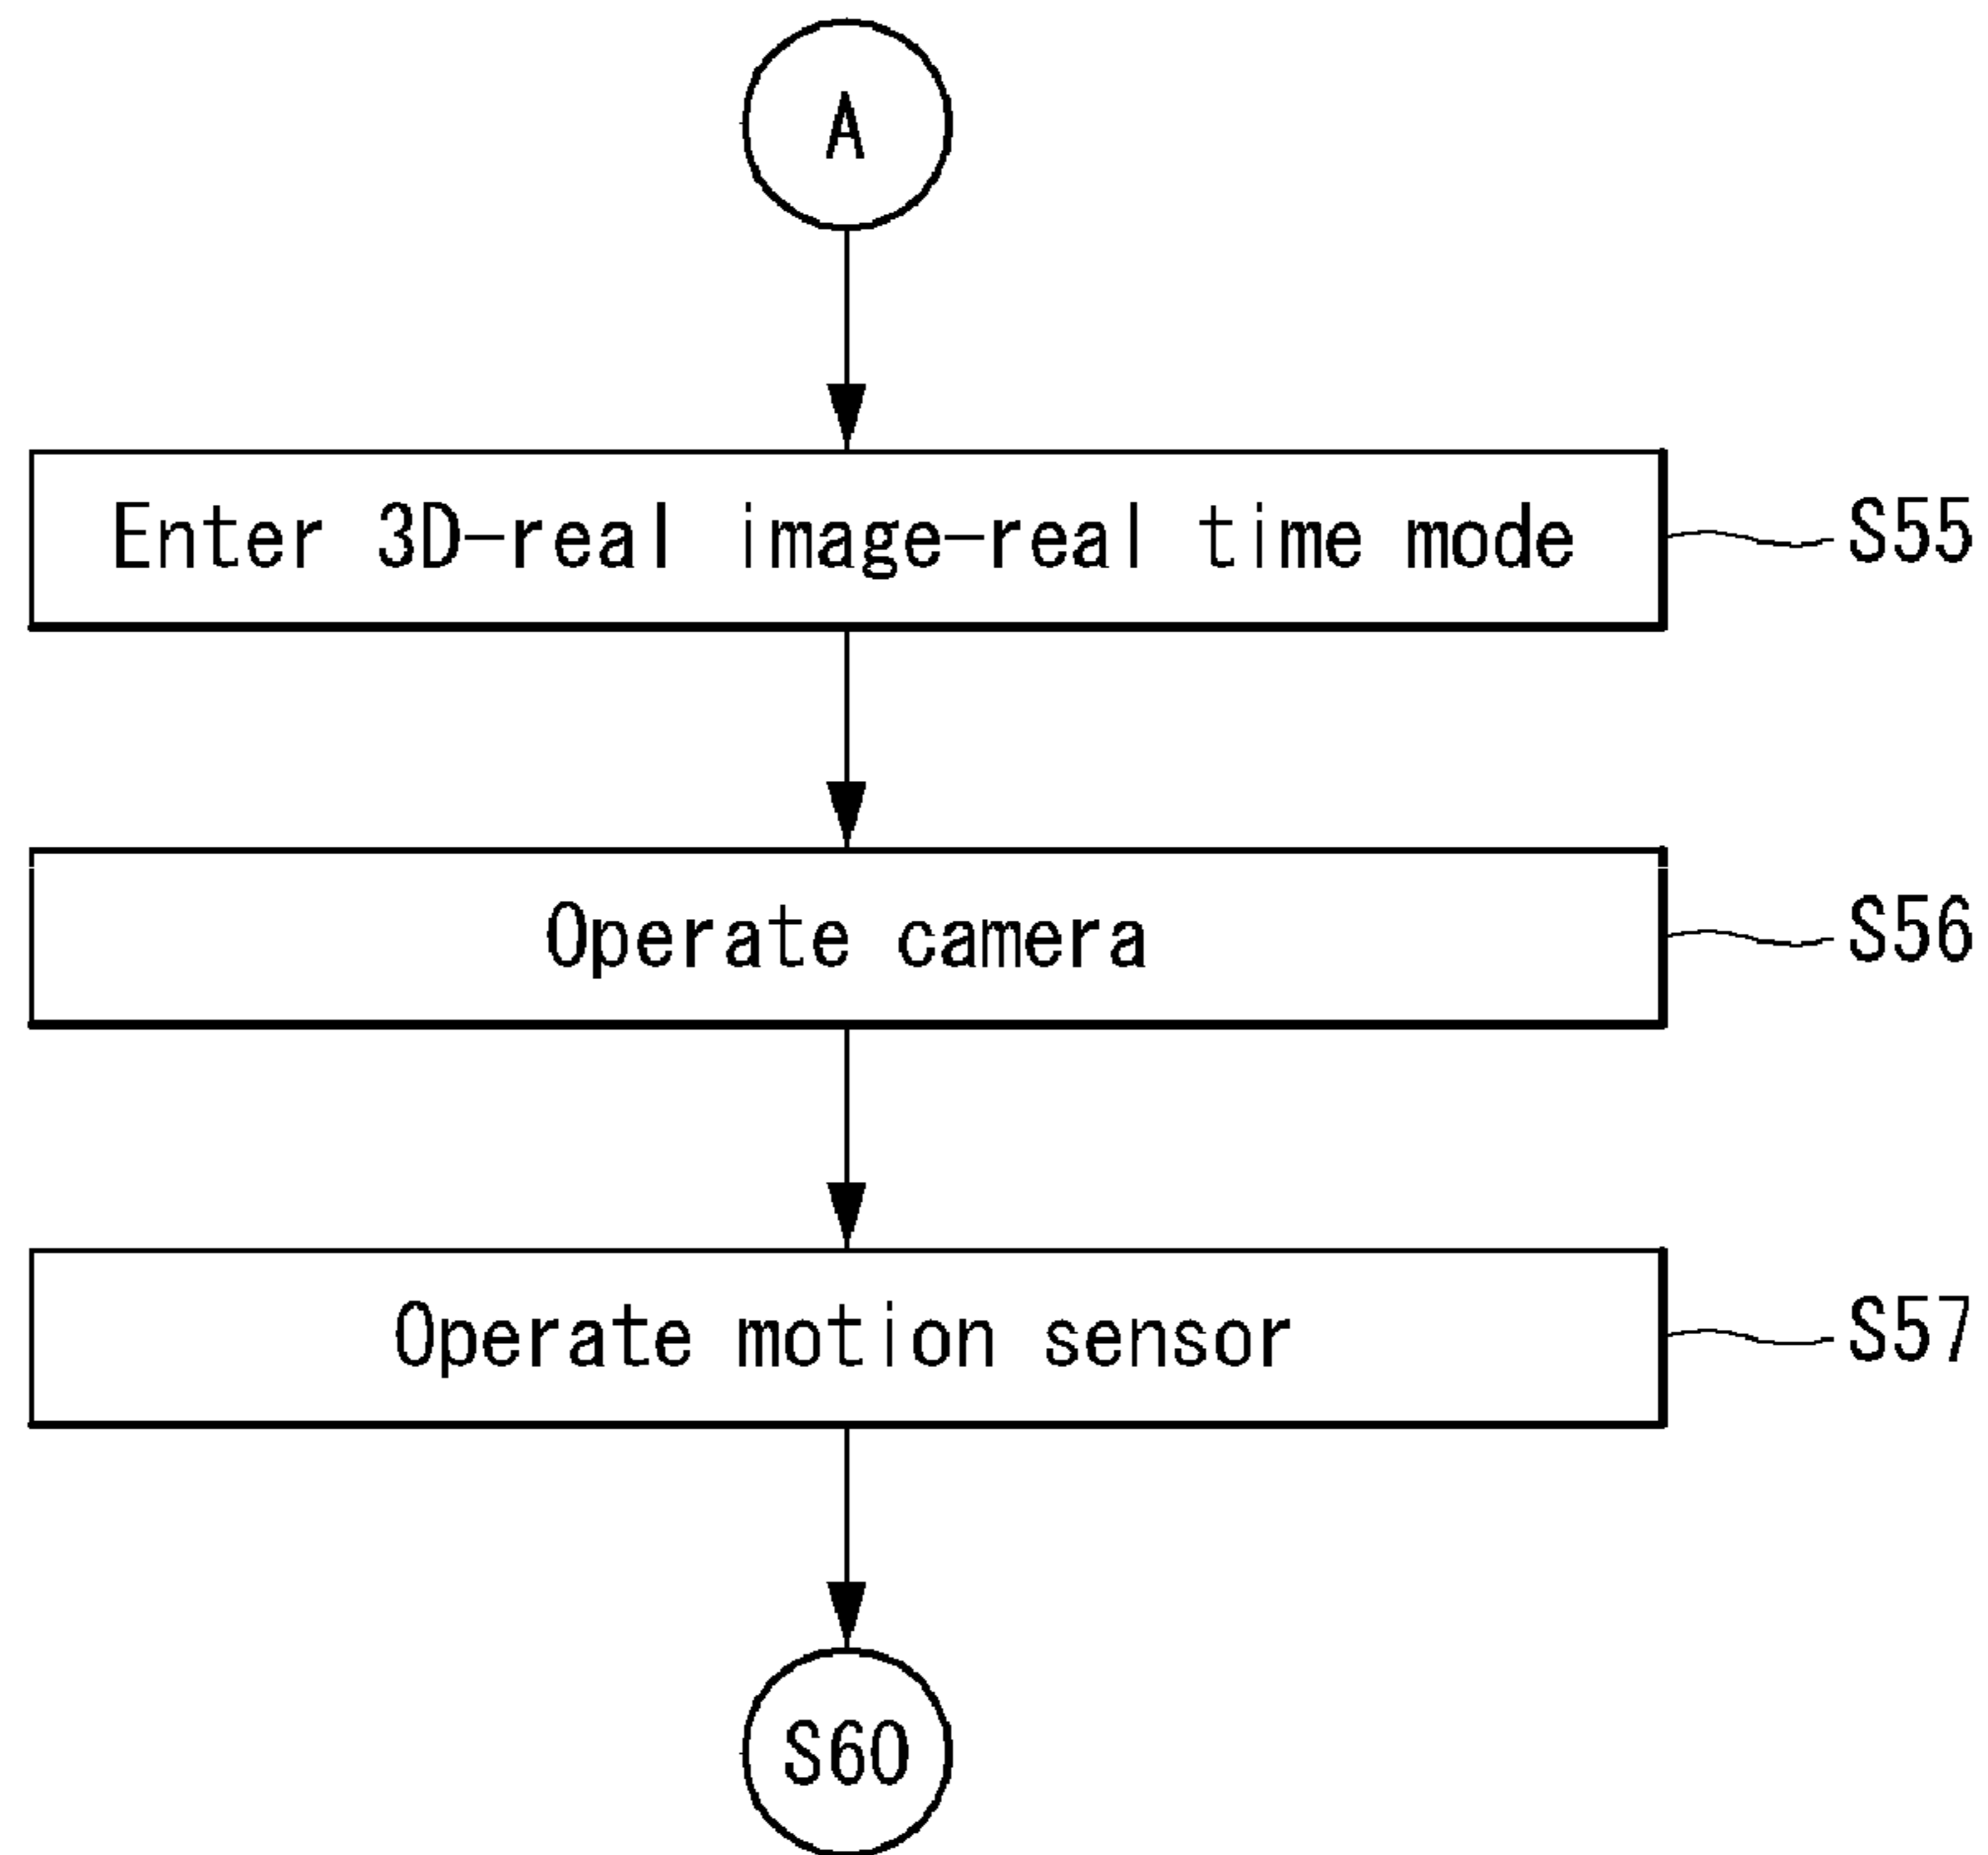 A
Enter 3D-real image-real time mode
S55
Operate camera
S56
Operate motion sensor
S57
S60